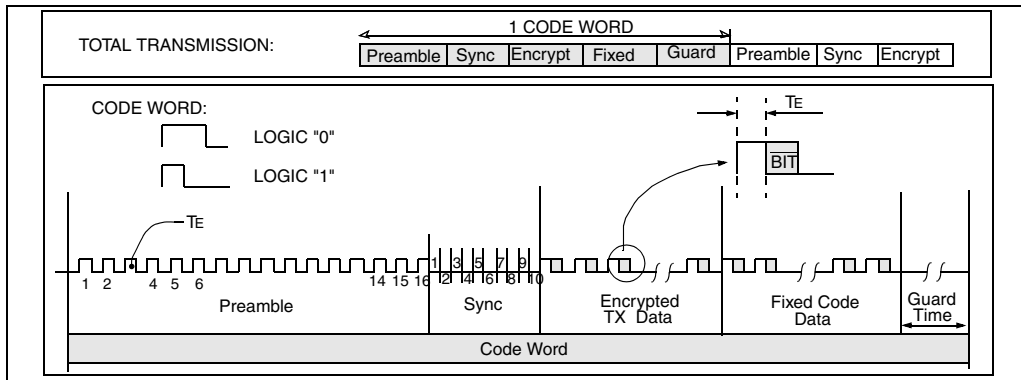 1 CODE WORD
TOTAL TRANSMISSION:
Preamble Sync Encrypt Fixed Guard Preamble Sync Encrypt
CODE WORD:
LOGIC "0"
LOGIC "1"
TE
BIT
TE
1 2 4 5 6 14 15 16
1 3 5 7 9
2 4 6 8 10
Preamble
Sync
Encrypted
TX Data
Fixed Code
Data
Guard
Time
Code Word